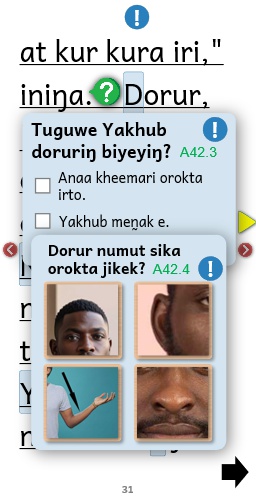 at kur kura iri,"
iniŋa. ? Dorur,
Tuguwe Yakhub !
doruriŋ biyeyiŋ? A42.3
Anaa kheemari orokta
irto.
Yakhub meṉak e.
Dorur numut sika
orokta jikek? A42.4 !
31